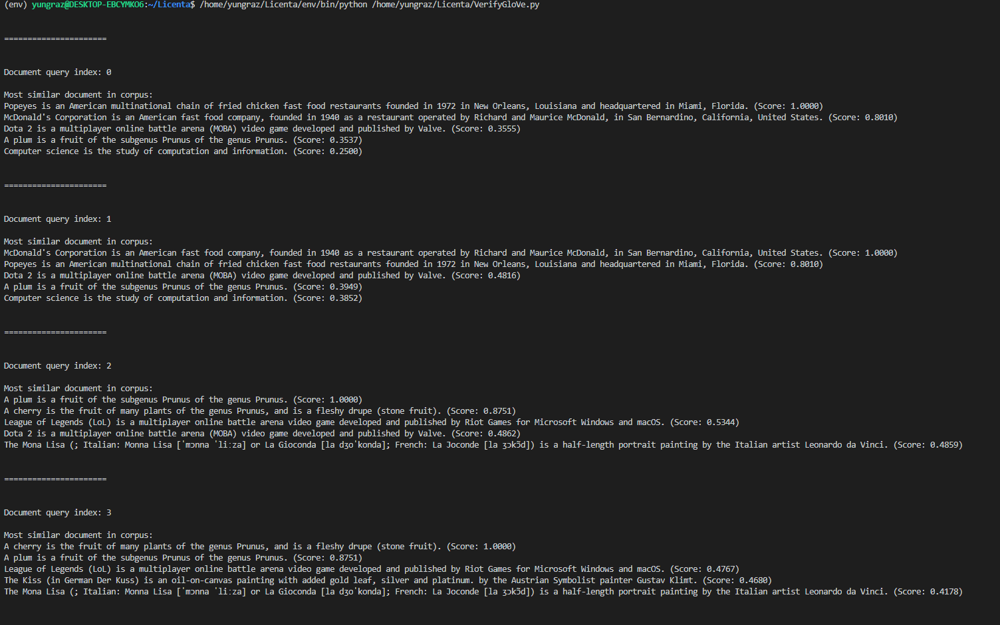 (env) yungraz@DESKTOP-EBCYMKO6:~/Licenta$ /home/yungraz/Licenta/env/bin/python /home/yungraz/Licenta/VerifyGloVe.py
======================
Document query index: 0
Most similar document in corpus:
Popeyes is an American multinational chain of fried chicken fast food restaurants founded in 1972 in New Orleans, Louisiana and headquartered in Miami, Florida. (Score: 1.0000)
McDonald's Corporation is an American fast food company, founded in 1940 as a restaurant operated by Richard and Maurice McDonald, in San Bernardino, California, United States. (Score: 0.8010)
Dota 2 is a multiplayer online battle arena (MOBA) video game developed and published by Valve. (Score: 0.3555)
A plum is a fruit of the subgenus Prunus of the genus Prunus. (Score: 0.3537)
Computer science is the study of computation and information. (Score: 0.2500)
======================
Document query index: 1
Most similar document in corpus:
McDonald's Corporation is an American fast food company, founded in 1940 as a restaurant operated by Richard and Maurice McDonald, in San Bernardino, California, United States. (Score: 1.0000)
Popeyes is an American multinational chain of fried chicken fast food restaurants founded in 1972 in New Orleans, Louisiana and headquartered in Miami, Florida. (Score: 0.8010)
Dota 2 is a multiplayer online battle arena (MOBA) video game developed and published by Valve. (Score: 0.4816)
A plum is a fruit of the subgenus Prunus of the genus Prunus. (Score: 0.3949)
Computer science is the study of computation and information. (Score: 0.3852)
======================
Document query index: 2
Most similar document in corpus:
A plum is a fruit of the subgenus Prunus of the genus Prunus. (Score: 1.0000)
A cherry is the fruit of many plants of the genus Prunus, and is a fleshy drupe (stone fruit). (Score: 0.8751)
League of Legends (LoL) is a multiplayer online battle arena video game developed and published by Riot Games for Microsoft Windows and macOS. (Score: 0.5344)
Dota 2 is a multiplayer online battle arena (MOBA) video game developed and published by Valve. (Score: 0.4862)
The Mona Lisa (; Italian: Monna Lisa [ˈmɔnna ˈliːza] or La Gioconda [la dʒoˈkonda]; French: La Joconde [la ʒɔkɔ̃d]) is a half-length portrait painting by the Italian artist Leonardo da Vinci. (Score: 0.4859)
======================
Document query index: 3
Most similar document in corpus:
A cherry is the fruit of many plants of the genus Prunus, and is a fleshy drupe (stone fruit). (Score: 1.0000)
A plum is a fruit of the subgenus Prunus of the genus Prunus. (Score: 0.8751)
League of Legends (LoL) is a multiplayer online battle arena video game developed and published by Riot Games for Microsoft Windows and macOS. (Score: 0.4767)
The Kiss (in German Der Kuss) is an oil-on-canvas painting with added gold leaf, silver and platinum. by the Austrian Symbolist painter Gustav Klimt. (Score: 0.4680)
The Mona Lisa (; Italian: Monna Lisa [ˈmɔnna ˈliːza] or La Gioconda [la dʒoˈkonda]; French: La Joconde [la ʒɔkɔ̃d]) is a half-length portrait painting by the Italian artist Leonardo da Vinci. (Score: 0.4178)